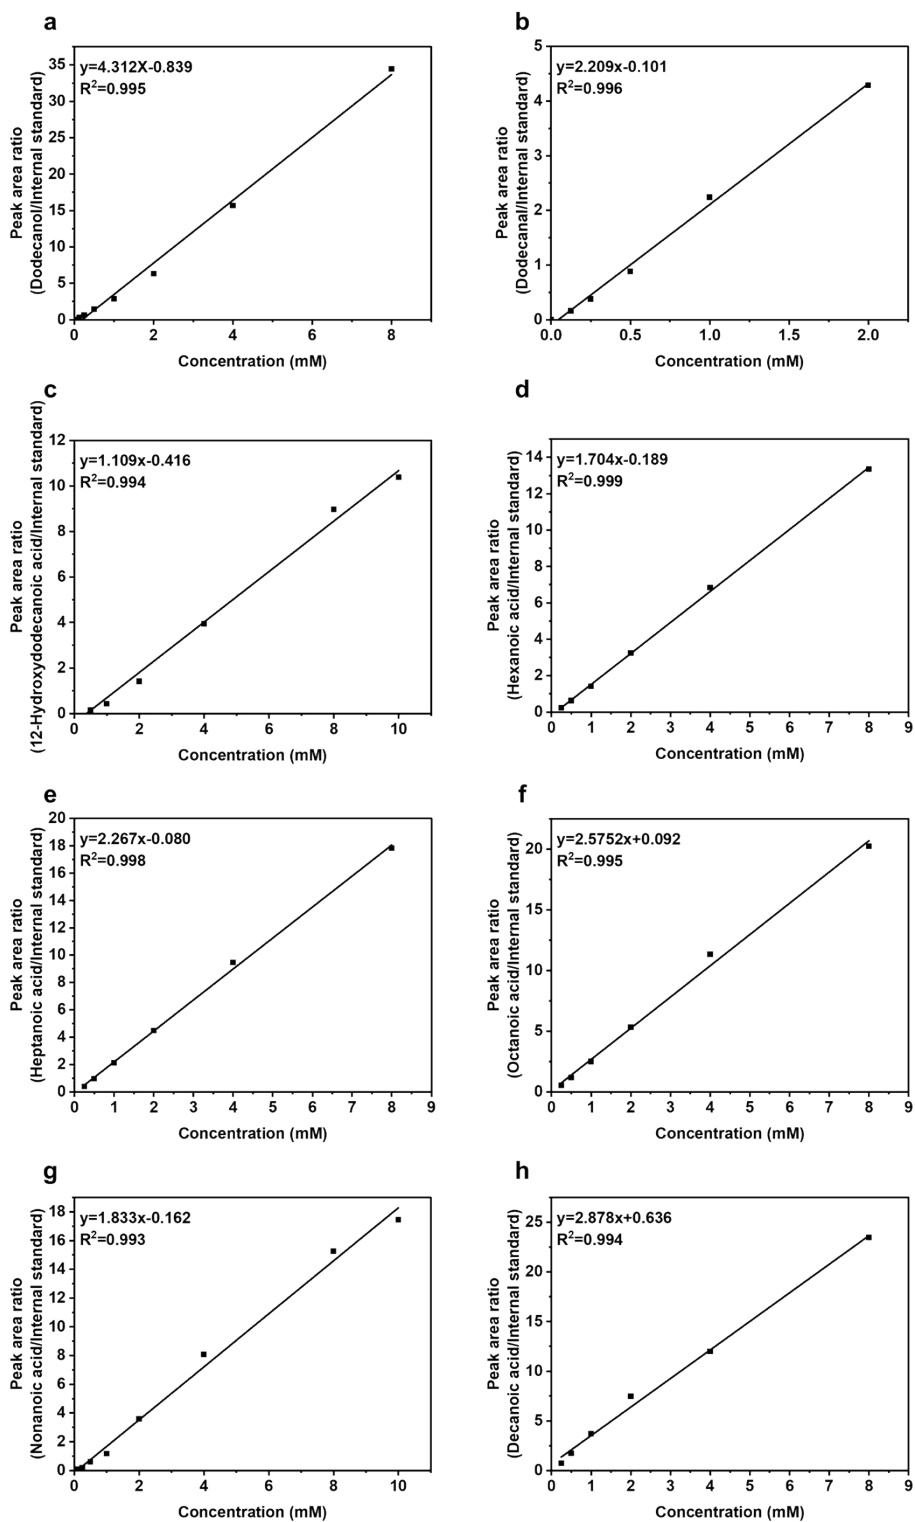 a
y=4.312X-0.839
R²=0.995
Peak area ratio
(Dodecanol/Internal standard)
35
30
25
20
15
10
5
0
0 2 4 6 8
Concentration (mM)
b
y=2.209x-0.101
R²=0.996
Peak area ratio
(Dodecanal/Internal standard)
5
4
3
2
1
0
0.0 0.5 1.0 1.5 2.0
Concentration (mM)
c
y=1.109x-0.416
R²=0.994
Peak area ratio
(12-Hydroxydodecanoic acid/Internal standard)
12
10
8
6
4
2
0
0 2 4 6 8 10
Concentration (mM)
d
y=1.704x-0.189
R²=0.999
Peak area ratio
(Hexanoic acid/Internal standard)
14
12
10
8
6
4
2
0
0 1 2 3 4 5 6 7 8 9
Concentration (mM)
e
y=2.267x-0.080
R²=0.998
Peak area ratio
(Heptanoic acid/Internal standard)
20
18
16
14
12
10
8
6
4
2
0
0 1 2 3 4 5 6 7 8 9
Concentration (mM)
f
y=2.5752x+0.092
R²=0.995
Peak area ratio
(Octanoic acid/Internal standard)
20
15
10
5
0
0 1 2 3 4 5 6 7 8 9
Concentration (mM)
g
y=1.833x-0.162
R²=0.993
Peak area ratio
(Nonanoic acid/Internal standard)
18
16
14
12
10
8
6
4
2
0
0 2 4 6 8 10
Concentration (mM)
h
y=2.878x+0.636
R²=0.994
Peak area ratio
(Decanoic acid/Internal standard)
25
20
15
10
5
0
0 1 2 3 4 5 6 7 8 9
Concentration (mM)